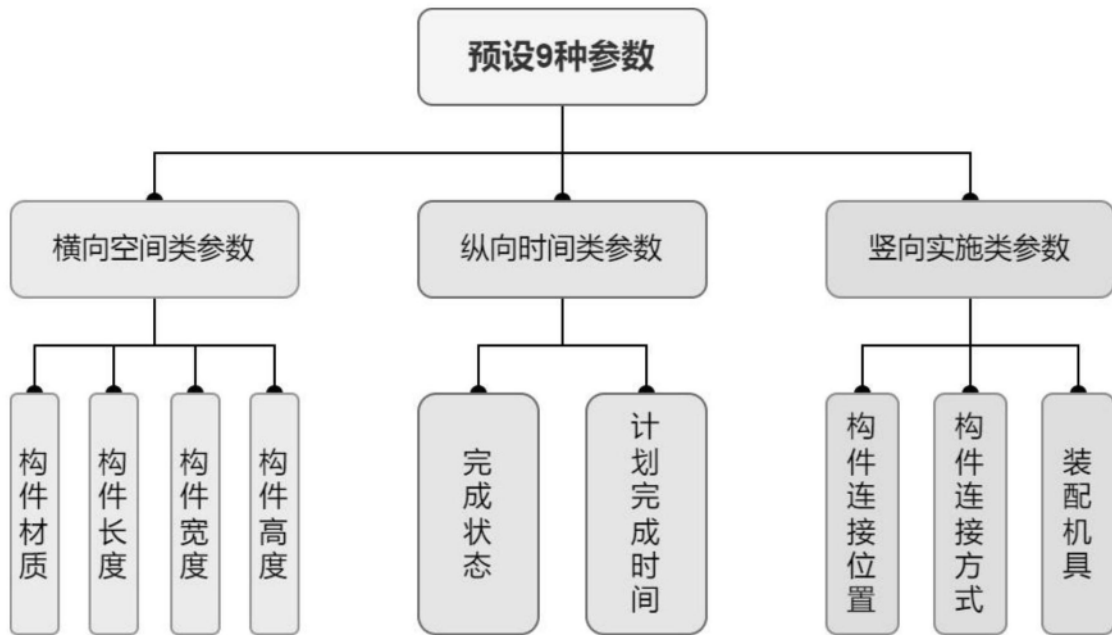 预设9种参数
横向空间类参数
纵向时间类参数
竖向实施类参数
构件材质
构件长度
构件宽度
构件高度
完成状态
计划完成时间
构件连接位置
构件连接方式
装配机具